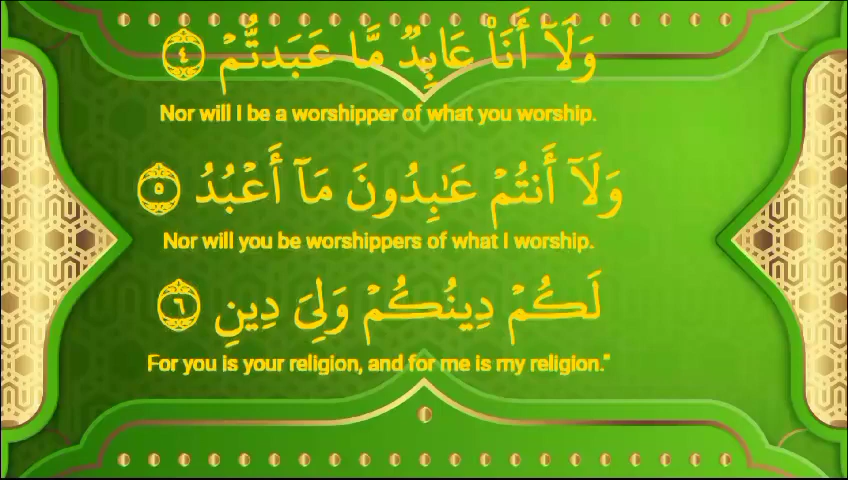 وَلَآ أَنَا۠ عَابِدٌ مَّا عَبَدتُّمْ ٤
Nor will I be a worshipper of what you worship.
وَلَآ أَنتُمْ عَـٰبِدُونَ مَآ أَعْبُدُ ٥
Nor will you be worshippers of what I worship.
لَكُمْ دِينُكُمْ وَلِىَ دِينِ ٦
For you is your religion, and for me is my religion."